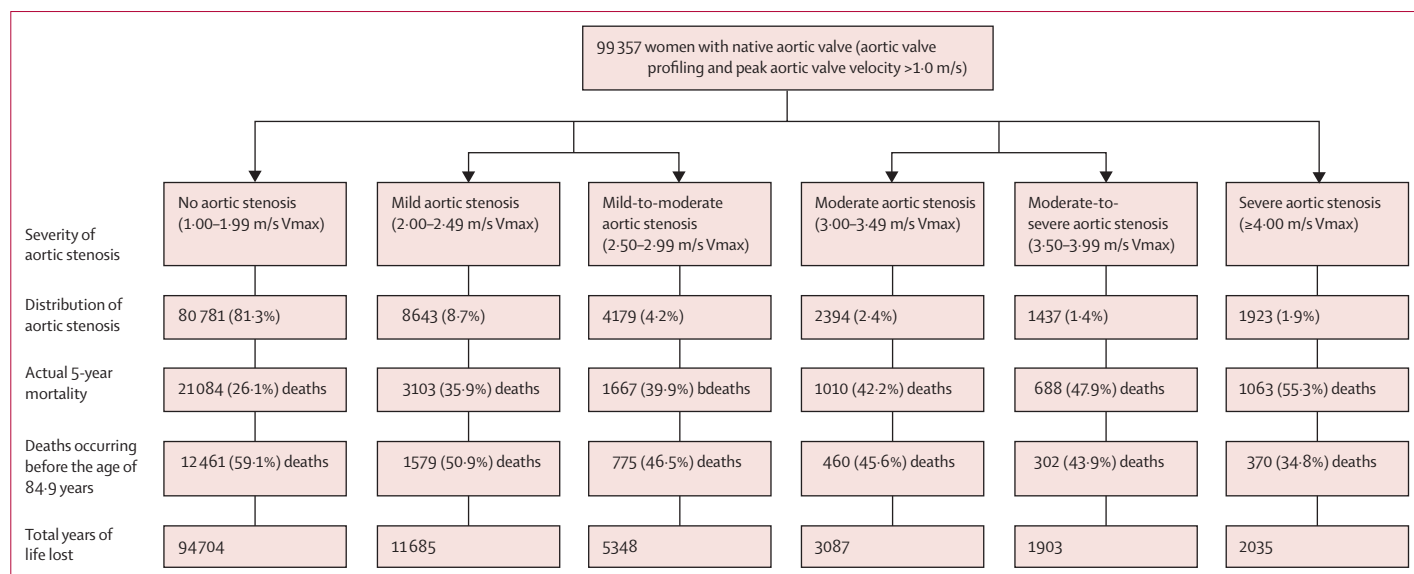 99 357 women with native aortic valve (aortic valve
profiling and peak aortic valve velocity >1·0 m/s)
Severity of
aortic stenosis
No aortic stenosis
(1·00–1·99 m/s Vmax)
Mild aortic stenosis
(2·00–2·49 m/s Vmax)
Mild-to-moderate
aortic stenosis
(2·50–2·99 m/s Vmax)
Moderate aortic stenosis
(3·00–3·49 m/s Vmax)
Moderate-to-
severe aortic stenosis
(3·50–3·99 m/s Vmax)
Severe aortic stenosis
(≥4·00 m/s Vmax)
Distribution of
aortic stenosis
80 781 (81·3%)
8643 (8·7%)
4179 (4·2%)
2394 (2·4%)
1437 (1·4%)
1923 (1·9%)
Actual 5-year
mortality
21 084 (26·1%) deaths
3103 (35·9%) deaths
1667 (39·9%) bdeaths
1010 (42·2%) deaths
688 (47·9%) deaths
1063 (55·3%) deaths
Deaths occurring
before the age of
84·9 years
12 461 (59·1%) deaths
1579 (50·9%) deaths
775 (46·5%) deaths
460 (45·6%) deaths
302 (43·9%) deaths
370 (34·8%) deaths
Total years of
life lost
94704
11685
5348
3087
1903
2035